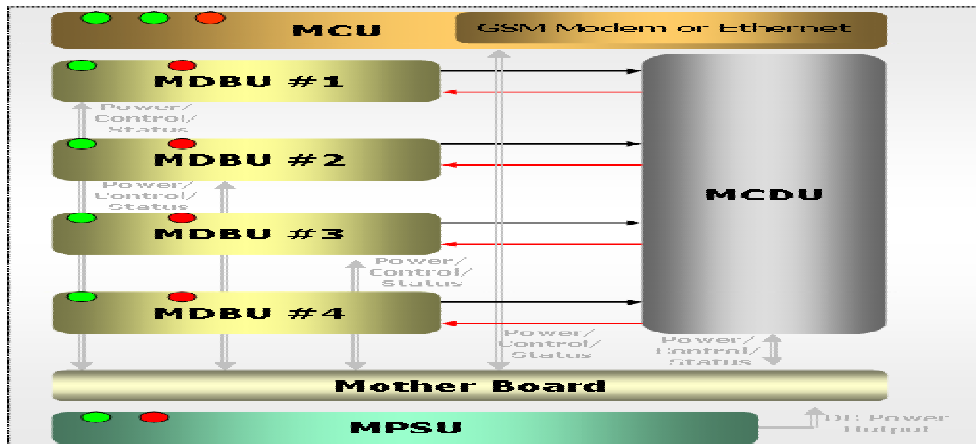 MCU
GSM Modem or Ethernet
MDBU #1
Power/
Control/
Status
MDBU #2
Power/
Control/
Status
MDBU #3
Power/
Control/
Status
MDBU #4
MCDU
Power/
Control/
Status
Power/
Control/
Status
Mother Board
MPSU
DC Power
Output